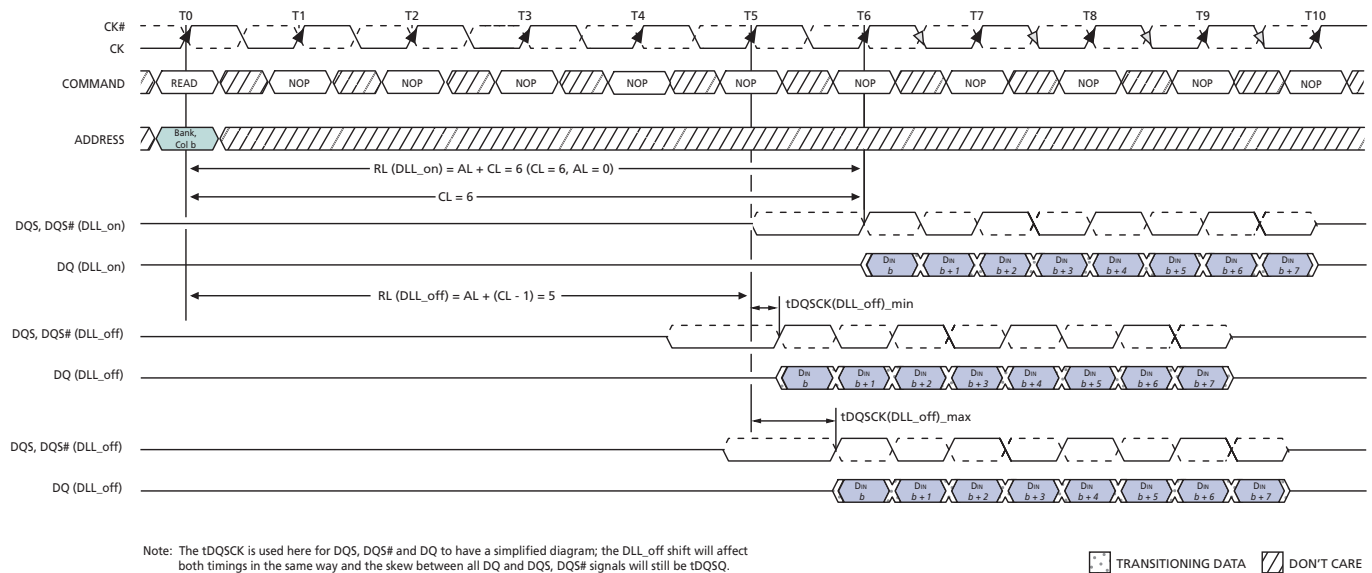 T0 T1 T2 T3 T4 T5 T6 T7 T8 T9 T10
CK#
CK
COMMAND READ NOP NOP NOP NOP NOP NOP NOP NOP NOP NOP
ADDRESS Bank,
Col b
RL (DLL_on) = AL + CL = 6 (CL = 6, AL = 0)
CL = 6
DQS, DQS# (DLL_on)
DQ (DLL_on) DIN DIN DIN DIN DIN DIN DIN DIN
b b + 1 b + 2 b + 3 b + 4 b + 5 b + 6 b + 7
RL (DLL_off) = AL + (CL - 1) = 5
tDQSCK(DLL_off)_min
DQS, DQS# (DLL_off)
DQ (DLL_off) DIN DIN DIN DIN DIN DIN DIN DIN
b b + 1 b + 2 b + 3 b + 4 b + 5 b + 6 b + 7
tDQSCK(DLL_off)_max
DQS, DQS# (DLL_off)
DQ (DLL_off) DIN DIN DIN DIN DIN DIN DIN DIN
b b + 1 b + 2 b + 3 b + 4 b + 5 b + 6 b + 7
Note: The tDQSCK is used here for DQS, DQS# and DQ to have a simplified diagram; the DLL_off shift will affect
both timings in the same way and the skew between all DQ and DQS, DQS# signals will still be tDQSQ.
TRANSITIONING DATA DON'T CARE